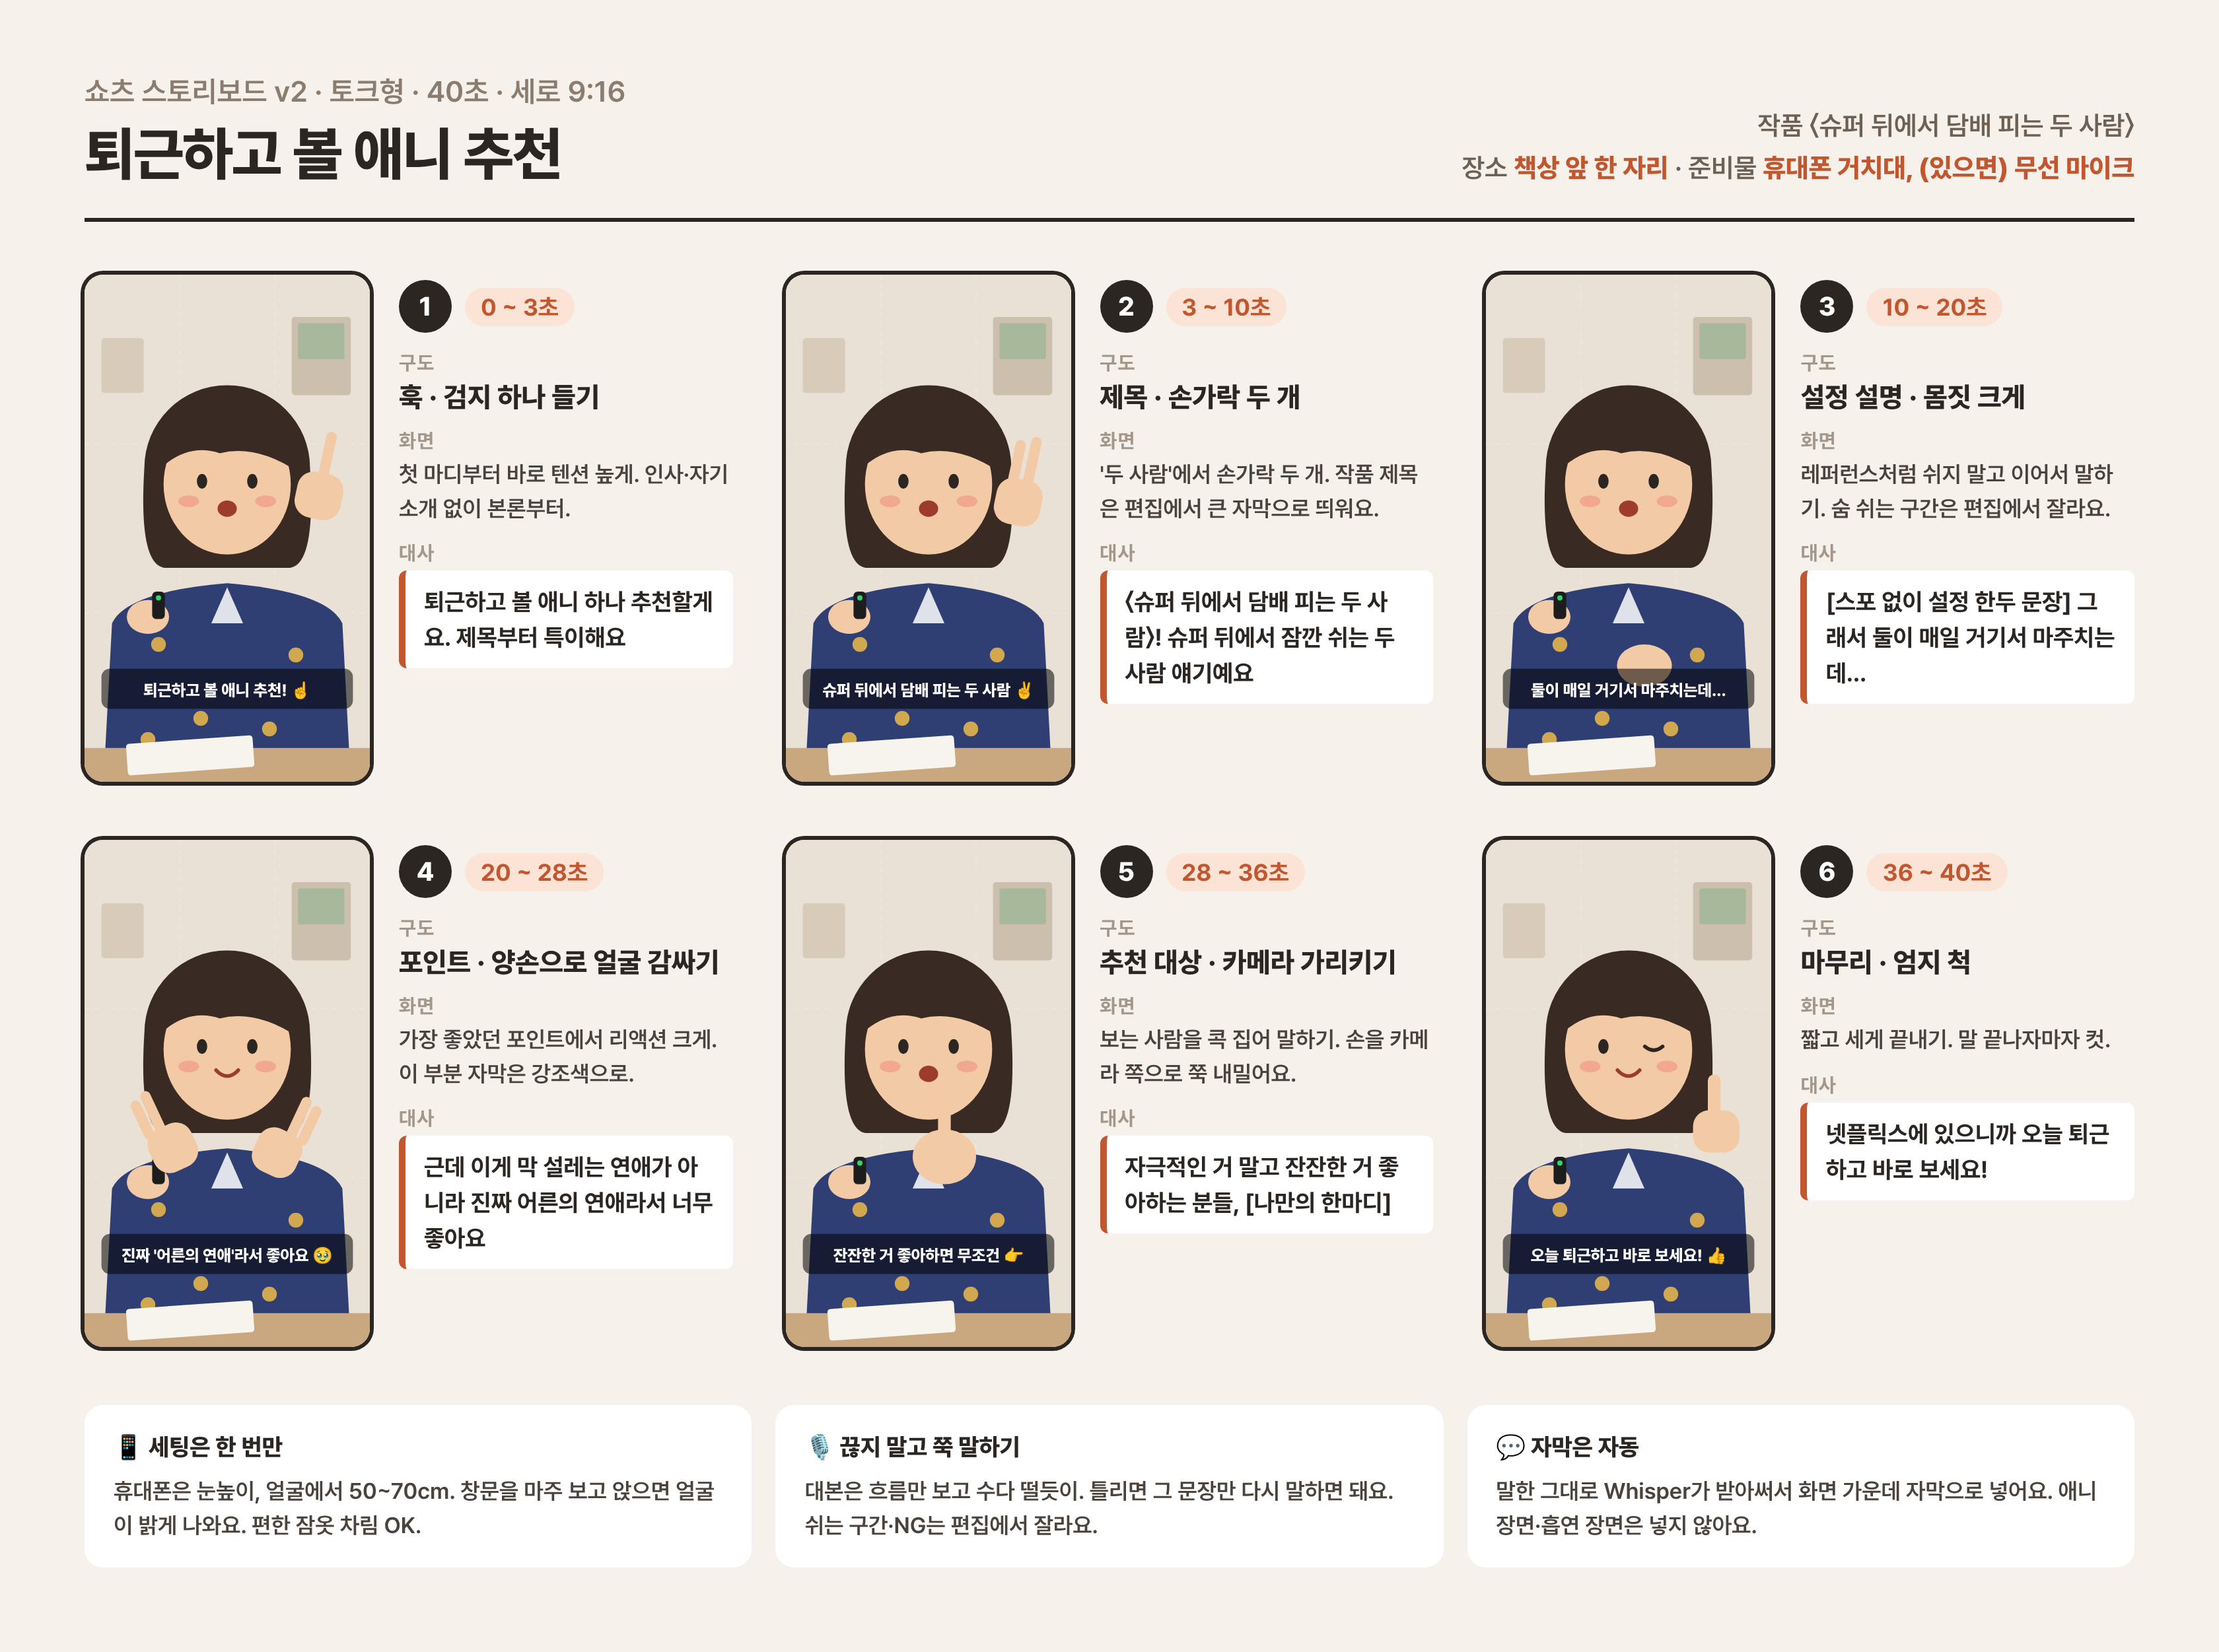 쇼츠 스토리보드 v2 · 토크형 · 40초 · 세로 9:16
퇴근하고 볼 애니 추천
작품 〈슈퍼 뒤에서 담배 피는 두 사람〉
장소 책상 앞 한 자리 · 준비물 휴대폰 거치대, (있으면) 무선 마이크
퇴근하고 볼 애니 추천! ☝️
1
0 ~ 3초
구도
훅 · 검지 하나 들기
화면
첫 마디부터 바로 텐션 높게. 인사·자기
소개 없이 본론부터.
대사
퇴근하고 볼 애니 하나 추천할게
요. 제목부터 특이해요
슈퍼 뒤에서 담배 피는 두 사람 ✌️
2
3 ~ 10초
구도
제목 · 손가락 두 개
화면
'두 사람'에서 손가락 두 개. 작품 제목
은 편집에서 큰 자막으로 띄워요.
대사
〈슈퍼 뒤에서 담배 피는 두 사
람〉! 슈퍼 뒤에서 잠깐 쉬는 두
사람 얘기예요
둘이 매일 거기서 마주치는데...
3
10 ~ 20초
구도
설정 설명 · 몸짓 크게
화면
레퍼런스처럼 쉬지 말고 이어서 말하
기. 숨 쉬는 구간은 편집에서 잘라요.
대사
[스포 없이 설정 한두 문장] 그
래서 둘이 매일 거기서 마주치는
데...
진짜 '어른의 연애'라서 좋아요 🥹
4
20 ~ 28초
구도
포인트 · 양손으로 얼굴 감싸기
화면
가장 좋았던 포인트에서 리액션 크게.
이 부분 자막은 강조색으로.
대사
근데 이게 막 설레는 연애가 아
니라 진짜 어른의 연애라서 너무
좋아요
잔잔한 거 좋아하면 무조건 👉
5
28 ~ 36초
구도
추천 대상 · 카메라 가리키기
화면
보는 사람을 콕 집어 말하기. 손을 카메
라 쪽으로 쭉 내밀어요.
대사
자극적인 거 말고 잔잔한 거 좋
아하는 분들, [나만의 한마디]
오늘 퇴근하고 바로 보세요! 👍
6
36 ~ 40초
구도
마무리 · 엄지 척
화면
짧고 세게 끝내기. 말 끝나자마자 컷.
대사
넷플릭스에 있으니까 오늘 퇴근
하고 바로 보세요!
📱 세팅은 한 번만
휴대폰은 눈높이, 얼굴에서 50~70cm. 창문을 마주 보고 앉으면 얼굴
이 밝게 나와요. 편한 잠옷 차림 OK.
🎙️ 끊지 말고 쭉 말하기
대본은 흐름만 보고 수다 떨듯이. 틀리면 그 문장만 다시 말하면 돼요.
쉬는 구간·NG는 편집에서 잘라요.
💬 자막은 자동
말한 그대로 Whisper가 받아써서 화면 가운데 자막으로 넣어요. 애니
장면·흡연 장면은 넣지 않아요.